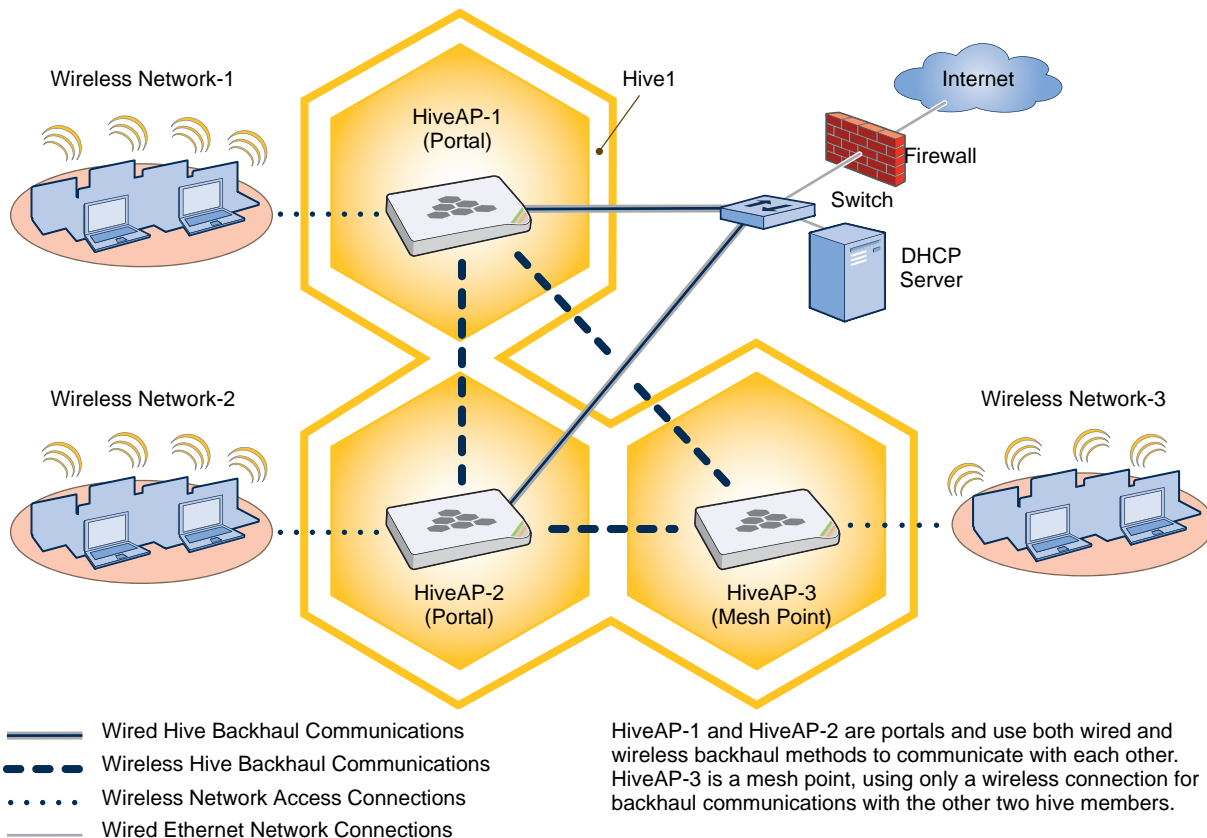 Wireless Network-1
Hive1
Internet
HiveAP-1
(Portal)
Firewall
Switch
DHCP
Server
Wireless Network-2
Wireless Network-3
HiveAP-2
(Portal)
HiveAP-3
(Mesh Point)
Wired Hive Backhaul Communications
Wireless Hive Backhaul Communications
Wireless Network Access Connections
Wired Ethernet Network Connections
HiveAP-1 and HiveAP-2 are portals and use both wired and
wireless backhaul methods to communicate with each other.
HiveAP-3 is a mesh point, using only a wireless connection for
backhaul communications with the other two hive members.